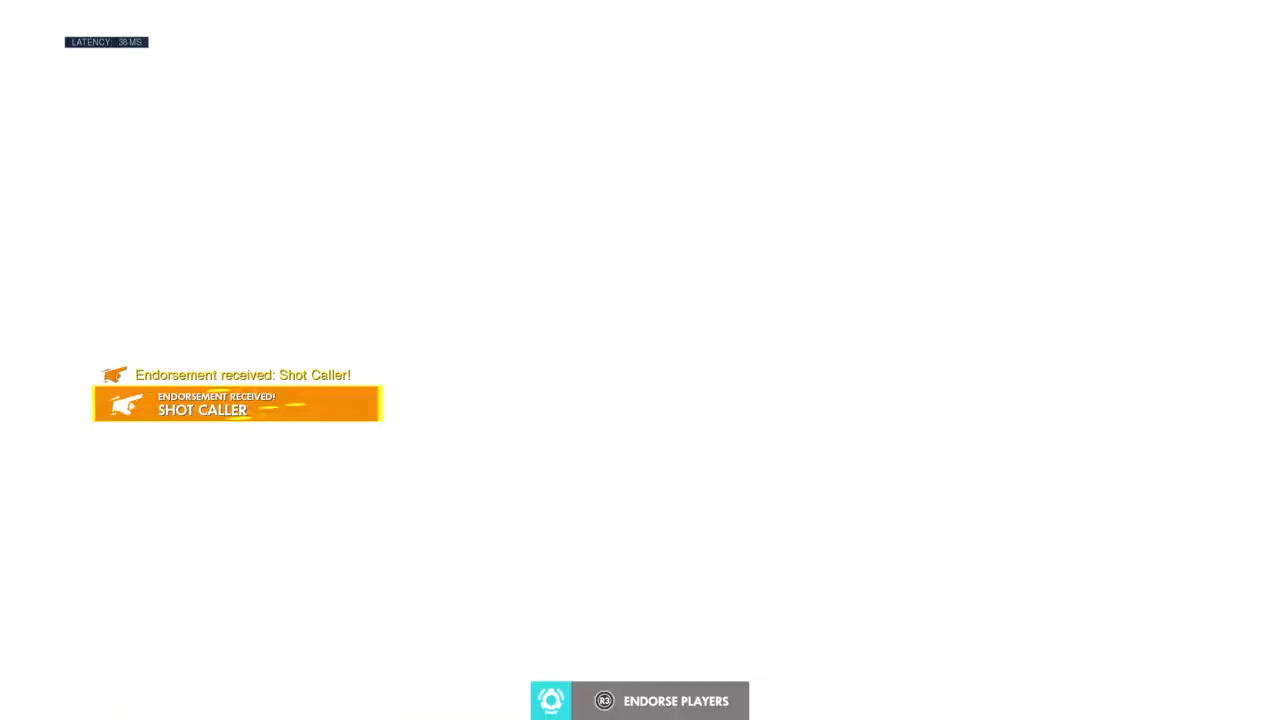 LATENCY: 38 MS
Endorsement received: Shot Caller!
ENDORSEMENT RECEIVED!
SHOT CALLER
R3 ENDORSE PLAYERS